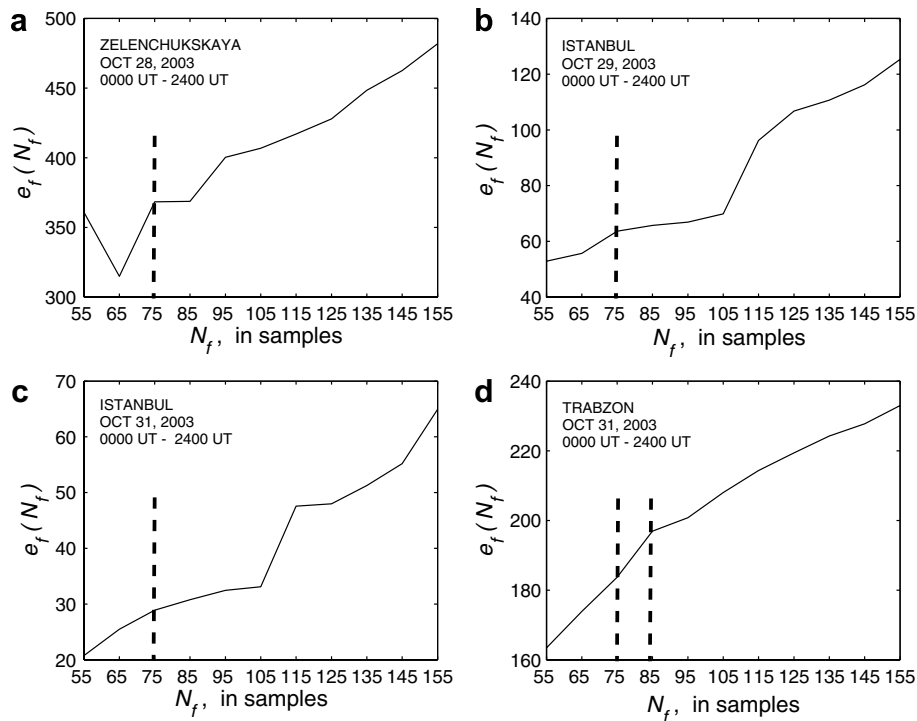 a
ZELENCHUKSKAYA
OCT 28, 2003
0000 UT - 2400 UT
500
450
400
350
300
e_f ( N_f )
55 65 75 85 95 105 115 125 135 145 155
N_f , in samples
b
ISTANBUL
OCT 29, 2003
0000 UT - 2400 UT
140
120
100
80
60
40
e_f ( N_f )
55 65 75 85 95 105 115 125 135 145 155
N_f , in samples
c
ISTANBUL
OCT 31, 2003
0000 UT - 2400 UT
70
60
50
40
30
20
e_f ( N_f )
55 65 75 85 95 105 115 125 135 145 155
N_f , in samples
d
TRABZON
OCT 31, 2003
0000 UT - 2400 UT
240
220
200
180
160
e_f ( N_f )
55 65 75 85 95 105 115 125 135 145 155
N_f , in samples